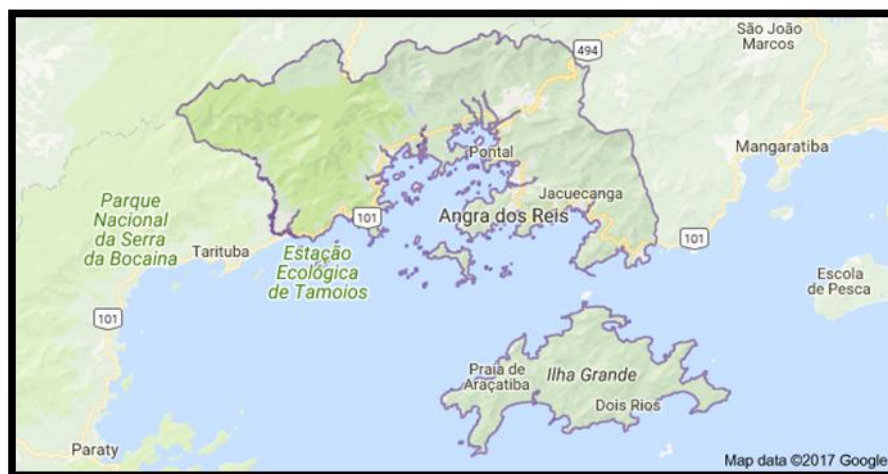 494
São João
Marcos
Pontal
Mangaratiba
Jacuecanga
Parque
Nacional
da Serra
da Bocaina
101
Angra dos Reis
101
Tarituba
Estação
Ecológica
de Tamoios
Escola
de Pesca
101
Praia de
Araçatiba
Ilha Grande
Dois Rios
Paraty
Map data ©2017 Google